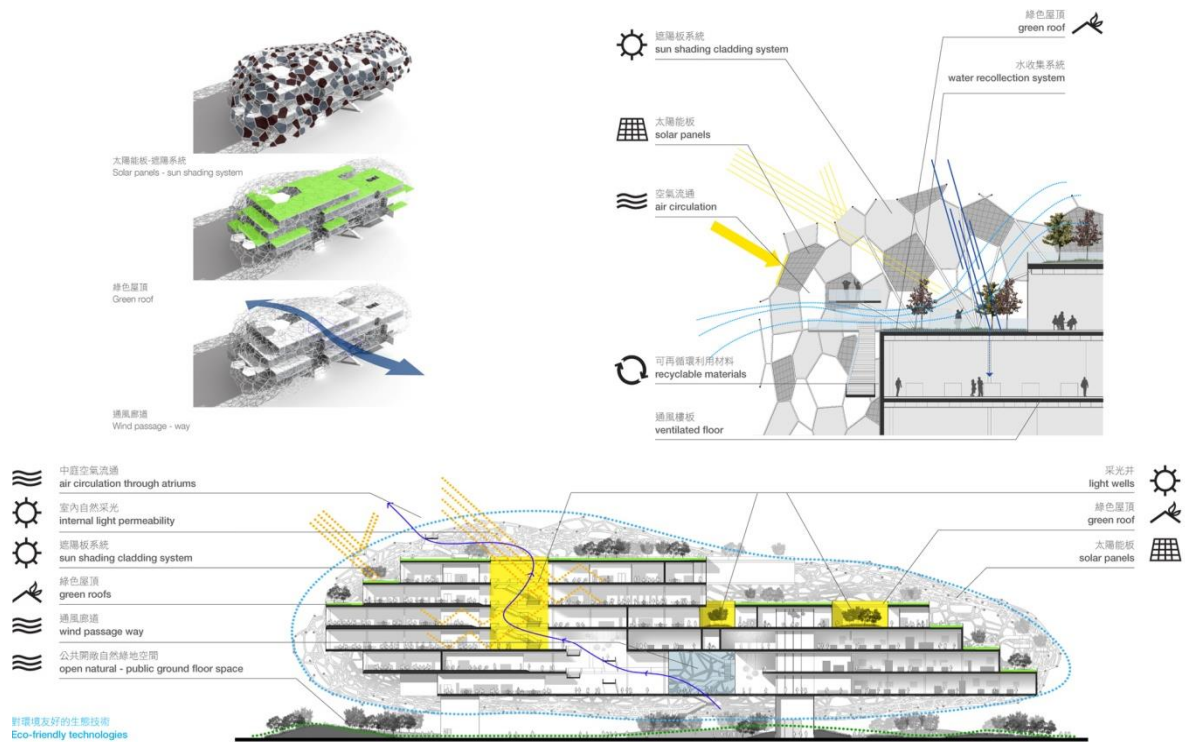 太陽能板-遮陽系統
Solar panels - sun shading system
綠色屋頂
Green roof
通風廊道
Wind passage - way
遮陽板系統
sun shading cladding system
太陽能板
solar panels
空氣流通
air circulation
可再循環利用材料
recyclable materials
通風樓板
ventilated floor
綠色屋頂
green roof
水收集系統
water recollection system
中庭空氣流通
air circulation through atriums
室內自然采光
internal light permeability
遮陽板系統
sun shading cladding system
綠色屋頂
green roofs
通風廊道
wind passage way
公共開敞自然綠地空間
open natural - public ground floor space
采光井
light wells
綠色屋頂
green roof
太陽能板
solar panels
對環境友好的生態技術
Eco-friendly technologies